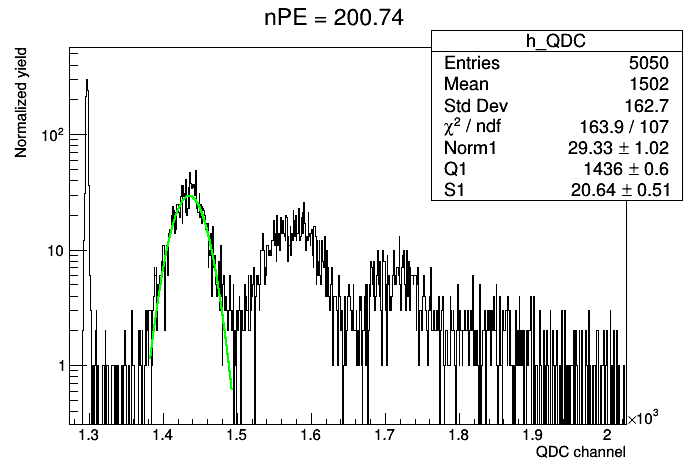 nPE = 200.74
h_QDC
Entries 5050
Mean 1502
Std Dev 162.7
χ² / ndf 163.9 / 107
Norm1 29.33 ± 1.02
Q1 1436 ± 0.6
S1 20.64 ± 0.51
Normalized yield
10²
10
1
1.3 1.4 1.5 1.6 1.7 1.8 1.9 2
×10³
QDC channel